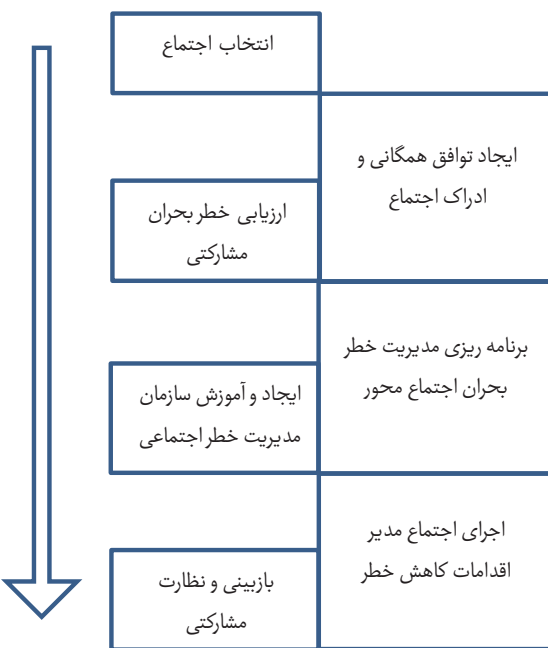 انتخاب اجتماع
ایجاد توافق همگانی و
ادراک اجتماع
ارزیابی خطر بحران
مشارکتی
برنامه ریزی مدیریت خطر
بحران اجتماع محور
ایجاد و آموزش سازمان
مدیریت خطر اجتماعی
اجرای اجتماع مدیر
اقدامات کاهش خطر
بازبینی و نظارت
مشارکتی